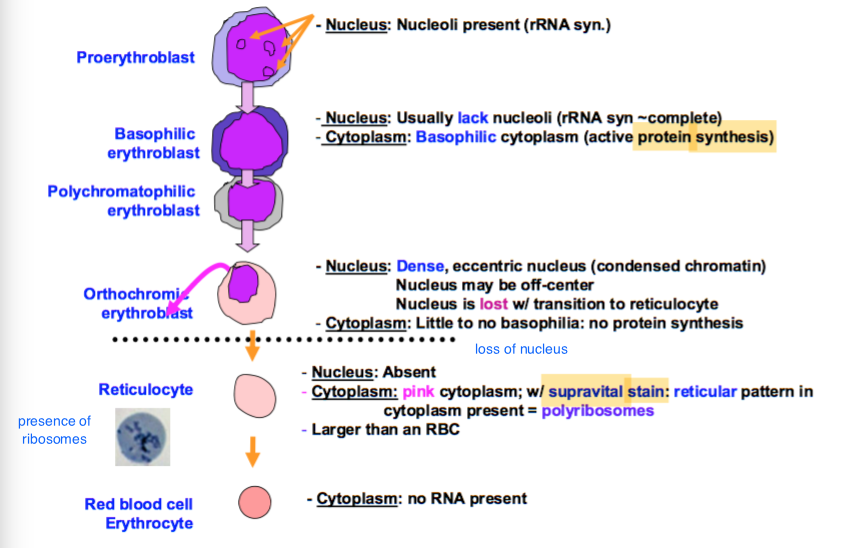 - Nucleus: Nucleoli present (rRNA syn.)
Proerythroblast
- Nucleus: Usually lack nucleoli (rRNA syn ~complete)
- Cytoplasm: Basophilic cytoplasm (active protein synthesis)
Basophilic
erythroblast
Polychromatophilic
erythroblast
- Nucleus: Dense, eccentric nucleus (condensed chromatin)
Nucleus may be off-center
Nucleus is lost w/ transition to reticulocyte
- Cytoplasm: Little to no basophilia: no protein synthesis
Orthochromic
erythroblast
loss of nucleus
- Nucleus: Absent
- Cytoplasm: pink cytoplasm; w/ supravital stain: reticular pattern in
cytoplasm present = polyribosomes
- Larger than an RBC
Reticulocyte
presence of
ribosomes
- Cytoplasm: no RNA present
Red blood cell
Erythrocyte